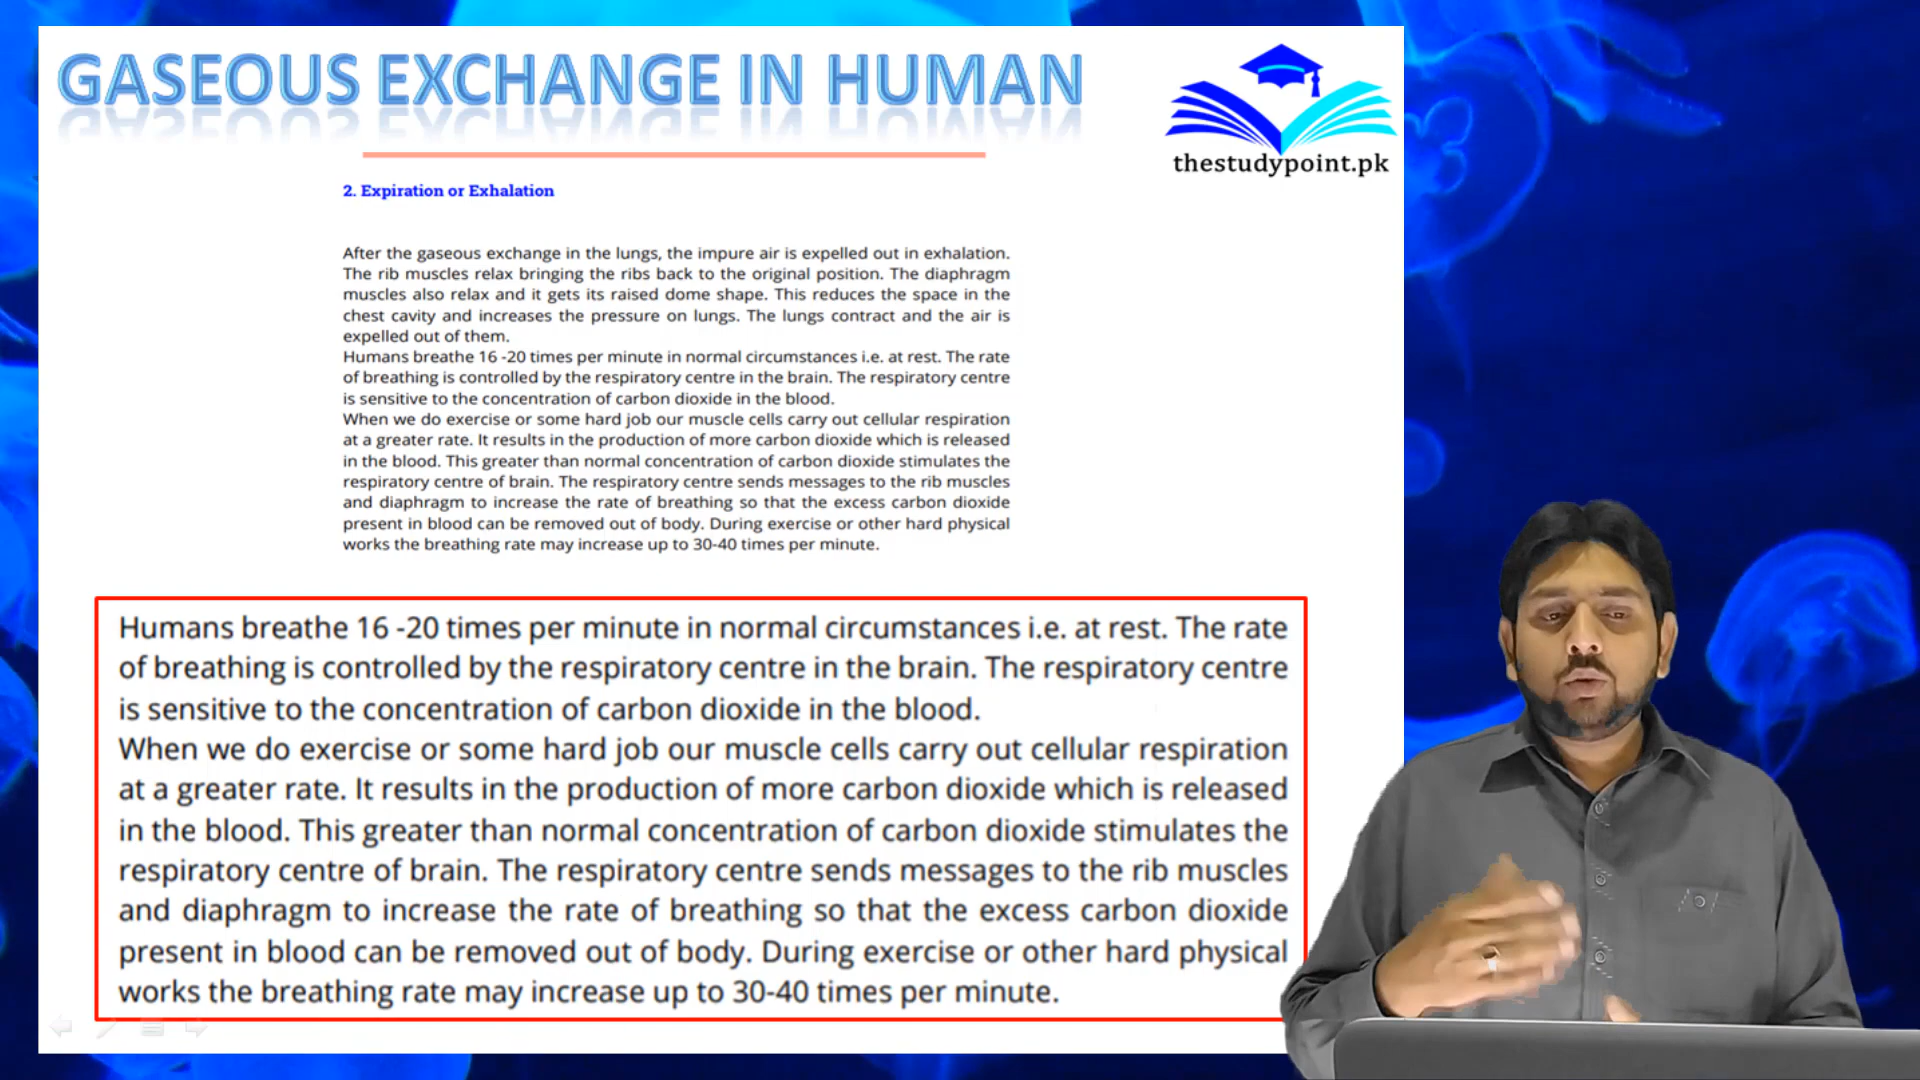 GASEOUS EXCHANGE IN HUMAN
thestudypoint.pk
2. Expiration or Exhalation
After the gaseous exchange in the lungs, the impure air is expelled out in exhalation.
The rib muscles relax bringing the ribs back to the original position. The diaphragm
muscles also relax and it gets its raised dome shape. This reduces the space in the
chest cavity and increases the pressure on lungs. The lungs contract and the air is
expelled out of them.
Humans breathe 16 -20 times per minute in normal circumstances i.e. at rest. The rate
of breathing is controlled by the respiratory centre in the brain. The respiratory centre
is sensitive to the concentration of carbon dioxide in the blood.
When we do exercise or some hard job our muscle cells carry out cellular respiration
at a greater rate. It results in the production of more carbon dioxide which is released
in the blood. This greater than normal concentration of carbon dioxide stimulates the
respiratory centre of brain. The respiratory centre sends messages to the rib muscles
and diaphragm to increase the rate of breathing so that the excess carbon dioxide
present in blood can be removed out of body. During exercise or other hard physical
works the breathing rate may increase up to 30-40 times per minute.
Humans breathe 16 -20 times per minute in normal circumstances i.e. at rest. The rate
of breathing is controlled by the respiratory centre in the brain. The respiratory centre
is sensitive to the concentration of carbon dioxide in the blood.
When we do exercise or some hard job our muscle cells carry out cellular respiration
at a greater rate. It results in the production of more carbon dioxide which is released
in the blood. This greater than normal concentration of carbon dioxide stimulates the
respiratory centre of brain. The respiratory centre sends messages to the rib muscles
and diaphragm to increase the rate of breathing so that the excess carbon dioxide
present in blood can be removed out of body. During exercise or other hard physical
works the breathing rate may increase up to 30-40 times per minute.